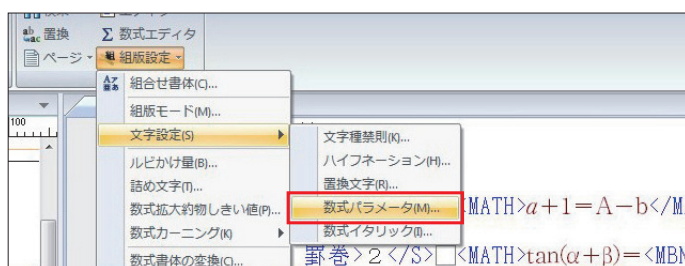 置換
Σ 数式エディタ
ページ
組版設定
組合せ書体(C)...
組版モード(M)...
100
文字設定(S)
文字種禁則(K)...
ルビかけ量(B)...
ハイフネーション(H)...
詰め文字(T)...
置換文字(R)...
数式拡大約物しきい値(P)...
数式パラメータ(M)...
<MATH>a+1=A−b</M
数式カーニング(K)
数式イタリック(I)...
数式書体の変換(C)...
罫巻>2</S>□<MATH>tan(α+β)=<MBN